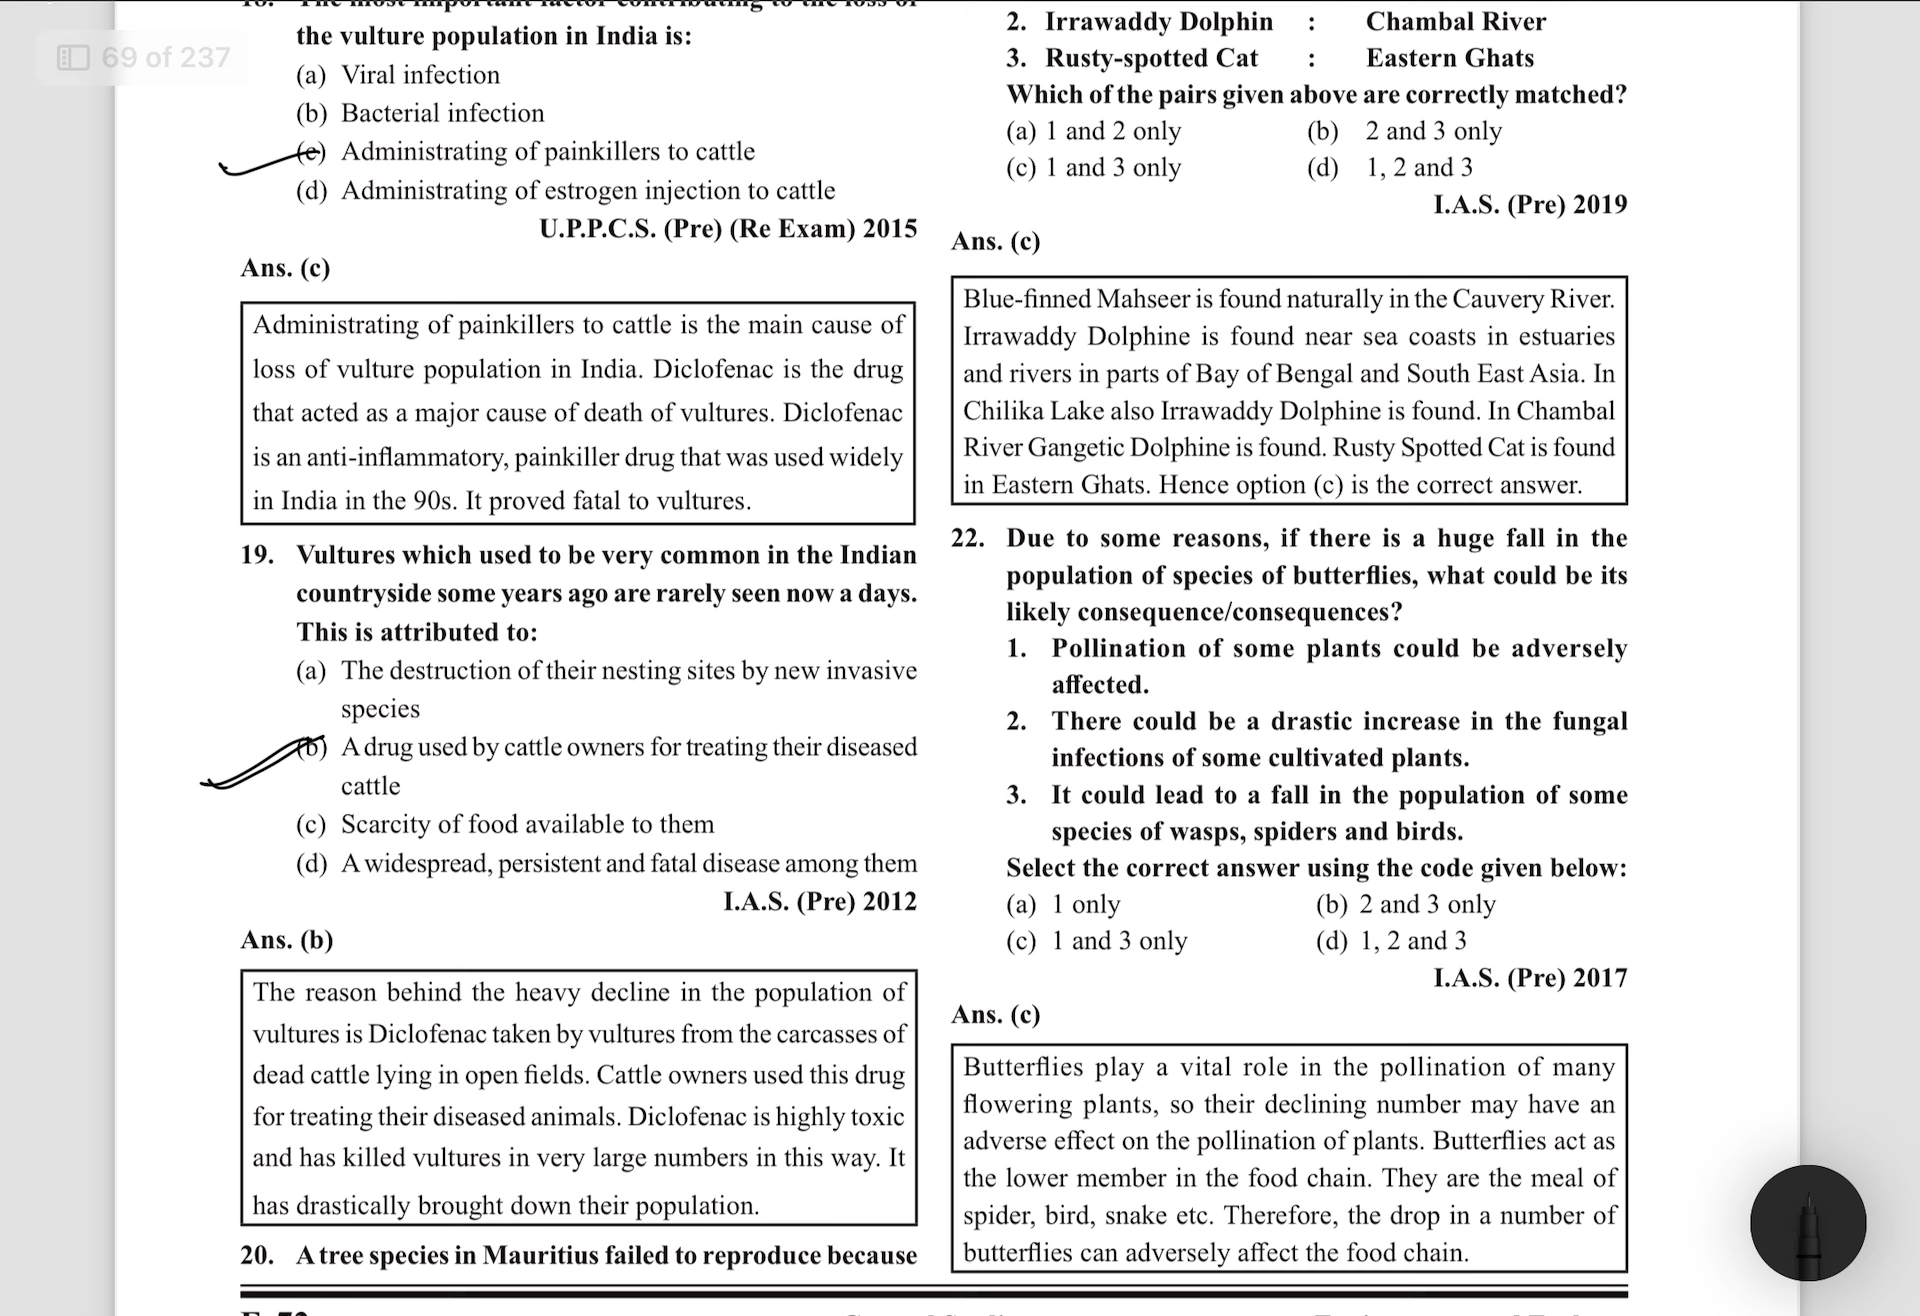 69 of 237
18. The most important factor contributing to the loss of
the vulture population in India is:
(a) Viral infection
(b) Bacterial infection
(c) Administrating of painkillers to cattle
(d) Administrating of estrogen injection to cattle
U.P.P.C.S. (Pre) (Re Exam) 2015
Ans. (c)
Administrating of painkillers to cattle is the main cause of
loss of vulture population in India. Diclofenac is the drug
that acted as a major cause of death of vultures. Diclofenac
is an anti-inflammatory, painkiller drug that was used widely
in India in the 90s. It proved fatal to vultures.
19. Vultures which used to be very common in the Indian
countryside some years ago are rarely seen now a days.
This is attributed to:
(a) The destruction of their nesting sites by new invasive
species
(b) A drug used by cattle owners for treating their diseased
cattle
(c) Scarcity of food available to them
(d) A widespread, persistent and fatal disease among them
I.A.S. (Pre) 2012
Ans. (b)
The reason behind the heavy decline in the population of
vultures is Diclofenac taken by vultures from the carcasses of
dead cattle lying in open fields. Cattle owners used this drug
for treating their diseased animals. Diclofenac is highly toxic
and has killed vultures in very large numbers in this way. It
has drastically brought down their population.
20. A tree species in Mauritius failed to reproduce because
2. Irrawaddy Dolphin : Chambal River
3. Rusty-spotted Cat : Eastern Ghats
Which of the pairs given above are correctly matched?
(a) 1 and 2 only (b) 2 and 3 only
(c) 1 and 3 only (d) 1, 2 and 3
I.A.S. (Pre) 2019
Ans. (c)
Blue-finned Mahseer is found naturally in the Cauvery River.
Irrawaddy Dolphine is found near sea coasts in estuaries
and rivers in parts of Bay of Bengal and South East Asia. In
Chilika Lake also Irrawaddy Dolphine is found. In Chambal
River Gangetic Dolphine is found. Rusty Spotted Cat is found
in Eastern Ghats. Hence option (c) is the correct answer.
22. Due to some reasons, if there is a huge fall in the
population of species of butterflies, what could be its
likely consequence/consequences?
1. Pollination of some plants could be adversely
affected.
2. There could be a drastic increase in the fungal
infections of some cultivated plants.
3. It could lead to a fall in the population of some
species of wasps, spiders and birds.
Select the correct answer using the code given below:
(a) 1 only (b) 2 and 3 only
(c) 1 and 3 only (d) 1, 2 and 3
I.A.S. (Pre) 2017
Ans. (c)
Butterflies play a vital role in the pollination of many
flowering plants, so their declining number may have an
adverse effect on the pollination of plants. Butterflies act as
the lower member in the food chain. They are the meal of
spider, bird, snake etc. Therefore, the drop in a number of
butterflies can adversely affect the food chain.